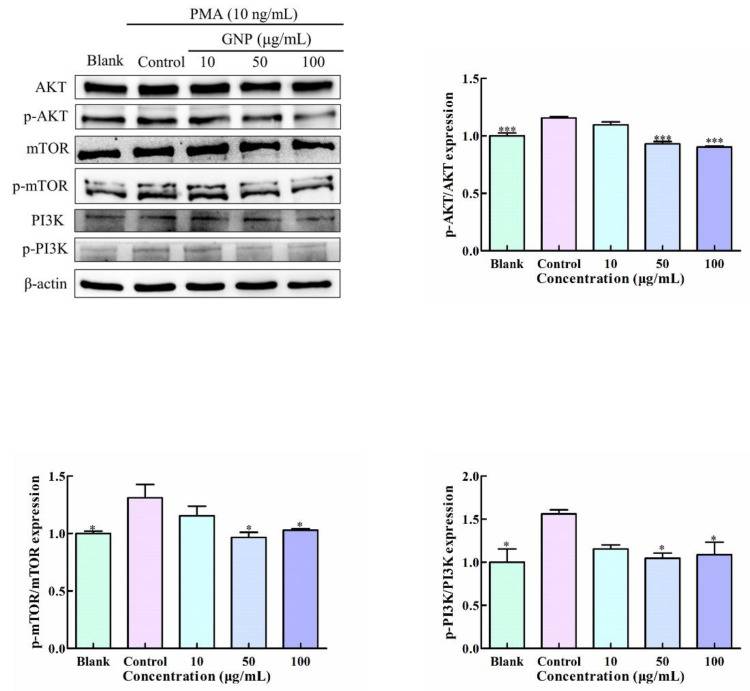 PMA (10 ng/mL)
GNP (μg/mL)
Blank Control 10 50 100
AKT
p-AKT
mTOR
p-mTOR
PI3K
p-PI3K
β-actin
p-AKT/AKT expression
1.5
1.0
0.5
0.0
*** *** ***
Blank Control 10 50 100
Concentration (μg/mL)
p-mTOR/mTOR expression
1.5
1.0
0.5
0.0
* * *
Blank Control 10 50 100
Concentration (μg/mL)
p-PI3K/PI3K expression
2.0
1.5
1.0
0.5
0.0
* * *
Blank Control 10 50 100
Concentration (μg/mL)